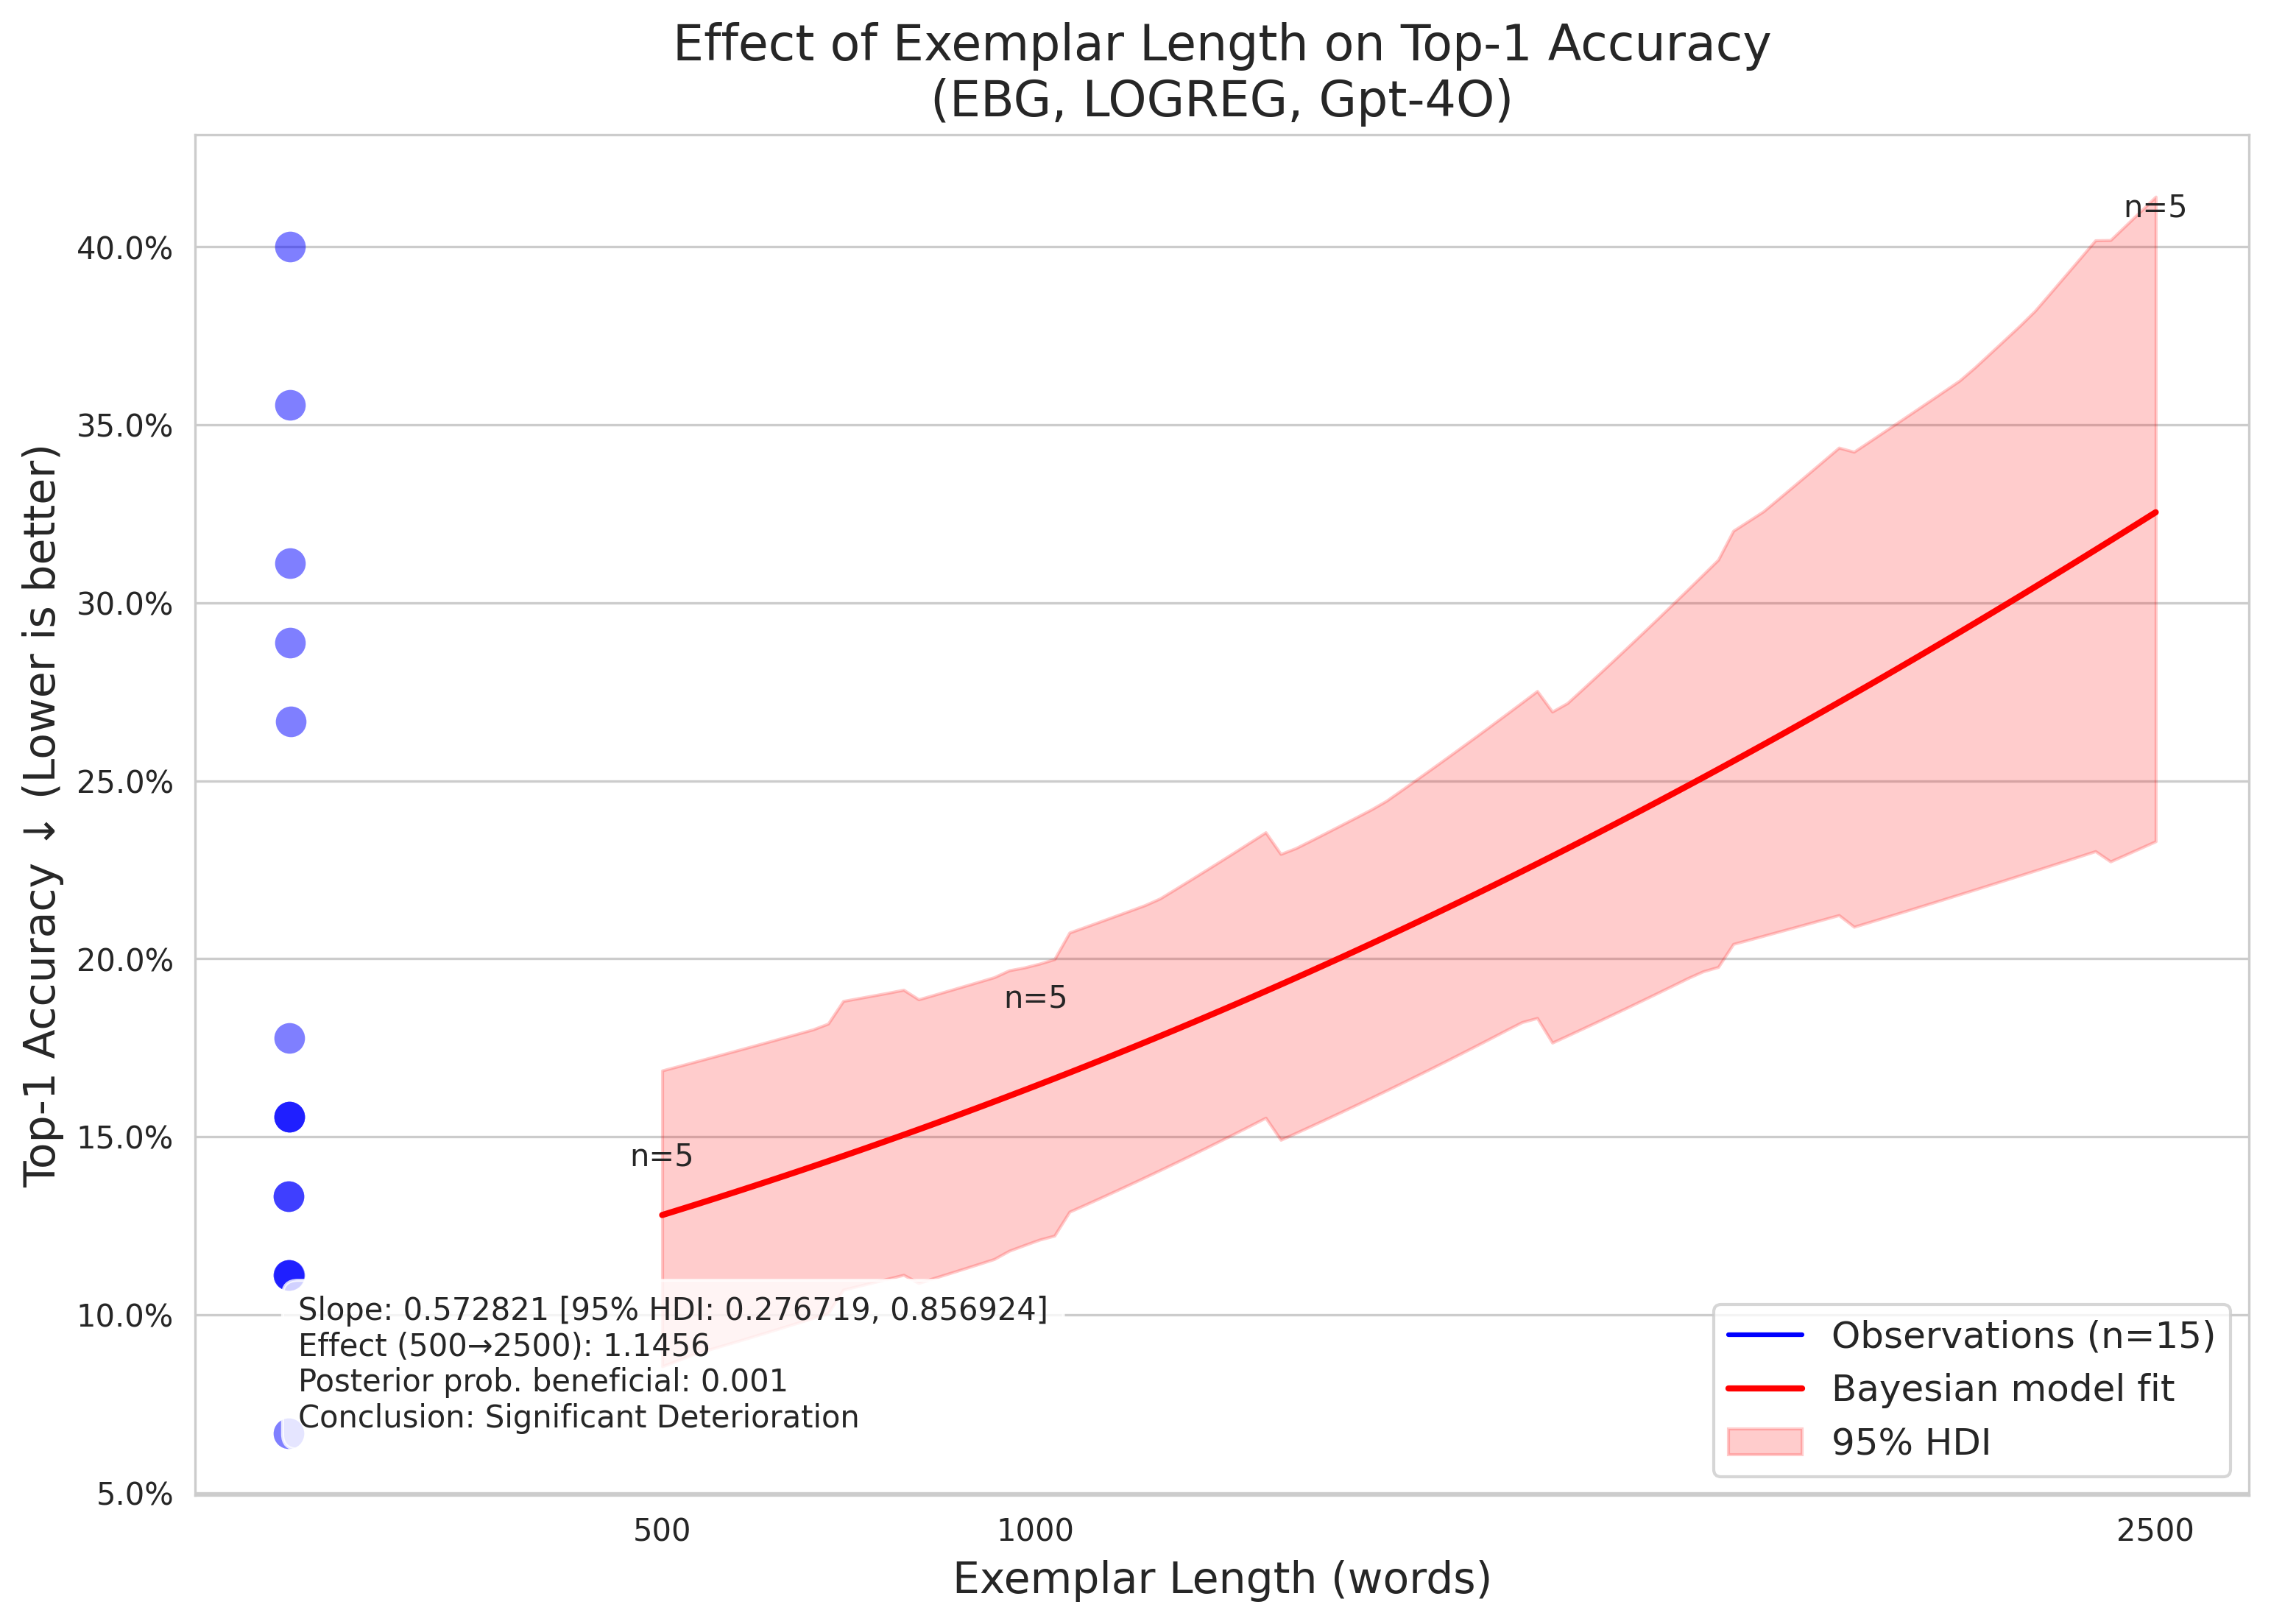 Effect of Exemplar Length on Top-1 Accuracy
(EBG, LOGREG, Gpt-4O)
Top-1 Accuracy ↓ (Lower is better)
40.0%
35.0%
30.0%
25.0%
20.0%
15.0%
10.0%
5.0%
n=5
n=5
n=5
Slope: 0.572821 [95% HDI: 0.276719, 0.856924]
Effect (500→2500): 1.1456
Posterior prob. beneficial: 0.001
Conclusion: Significant Deterioration
Observations (n=15)
Bayesian model fit
95% HDI
500
1000
2500
Exemplar Length (words)